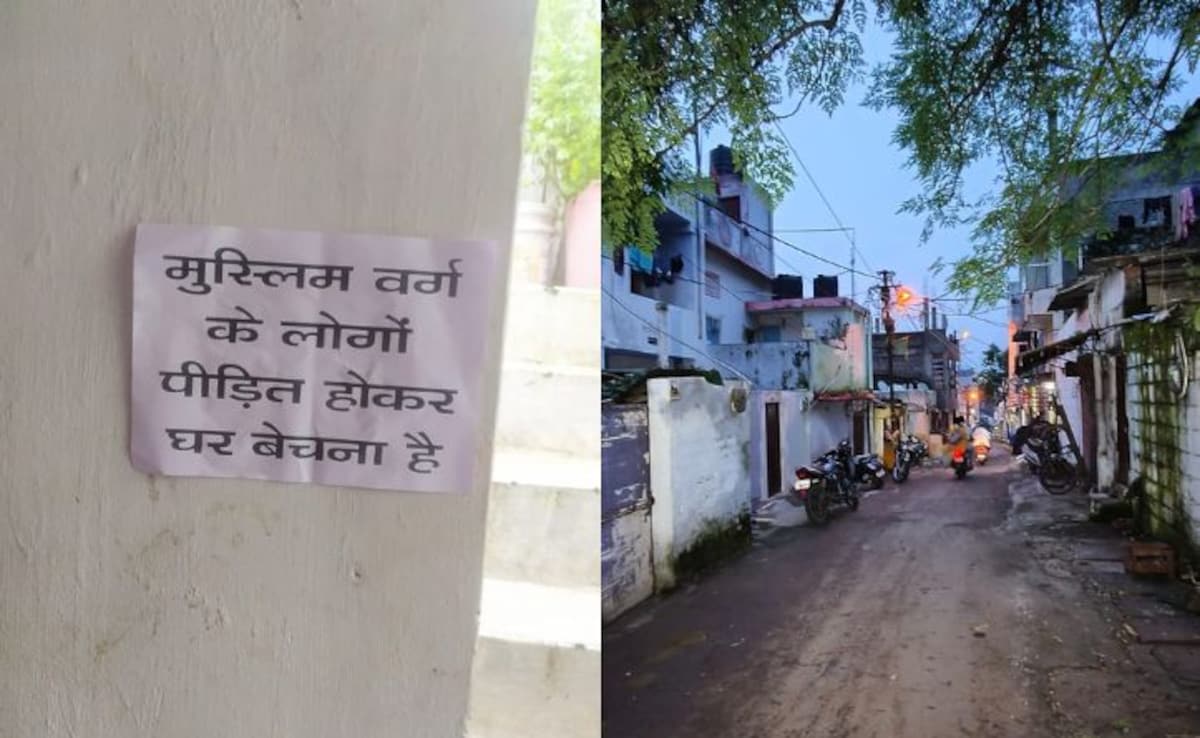 मुस्लिम वर्ग
के लोगों
पीड़ित होकर
घर बेचना है